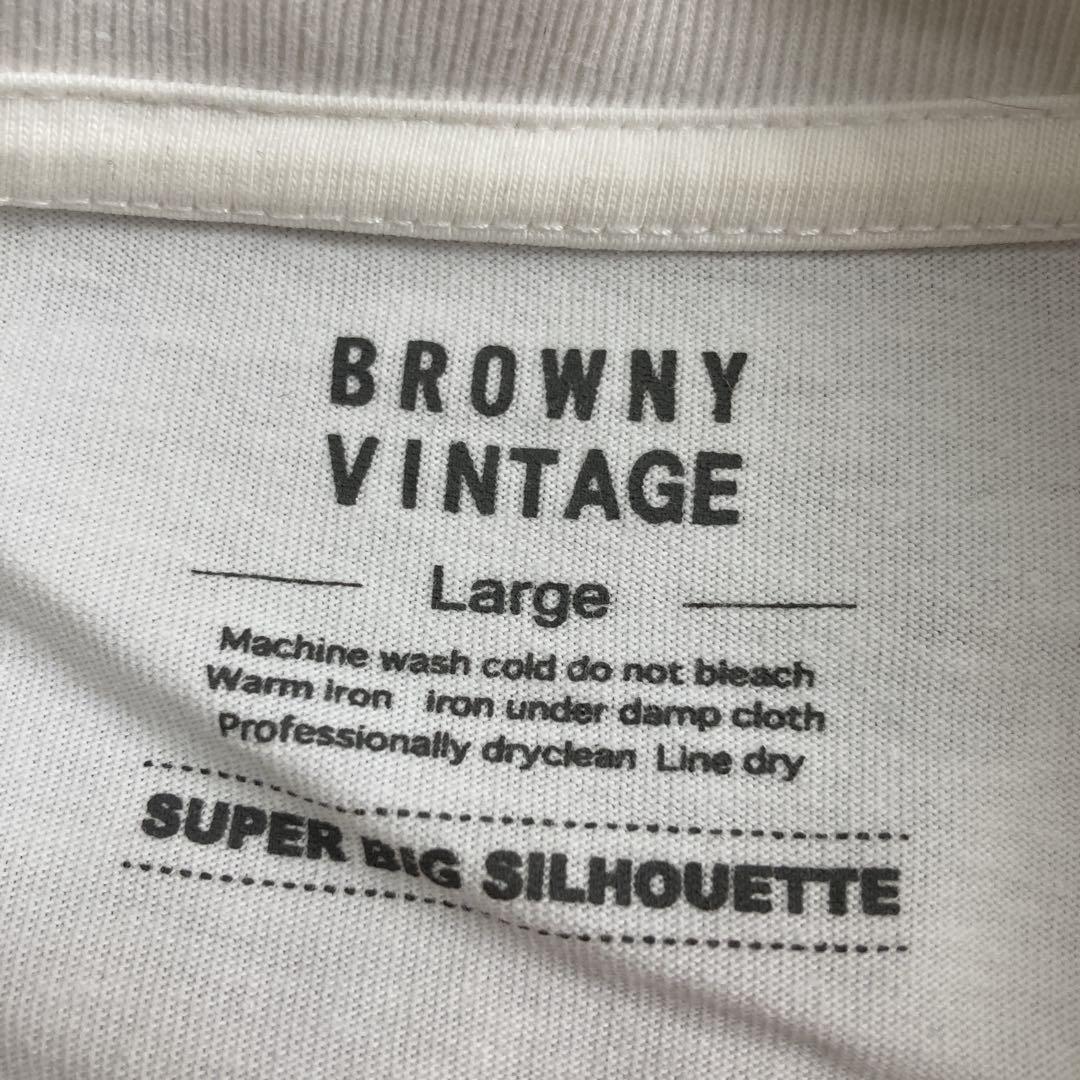 BROWNY
VINTAGE
Large
Machine wash cold do not bleach
Warm iron iron under damp cloth
Professionally dryclean Line dry
SUPER BIG SILHOUETTE